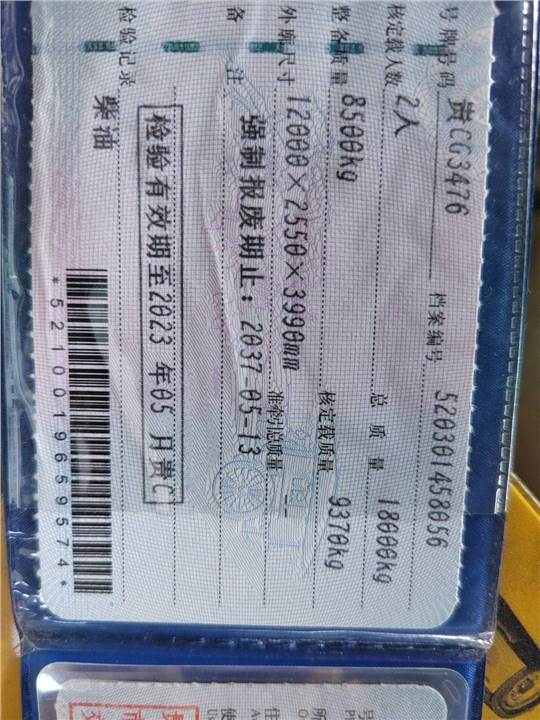 号牌号码 贵CG3476 档案编号 520301458056
核定载人数 2人 总质量 18000kg
整备质量 8500kg 核定载质量 9370kg
外廓尺寸 12000×2550×3990mm 准牵引总质量 --
备注 强制报废期止：2037-05-13
检验有效期至2023年05月贵C
检验记录
柴油
*5210019659574*